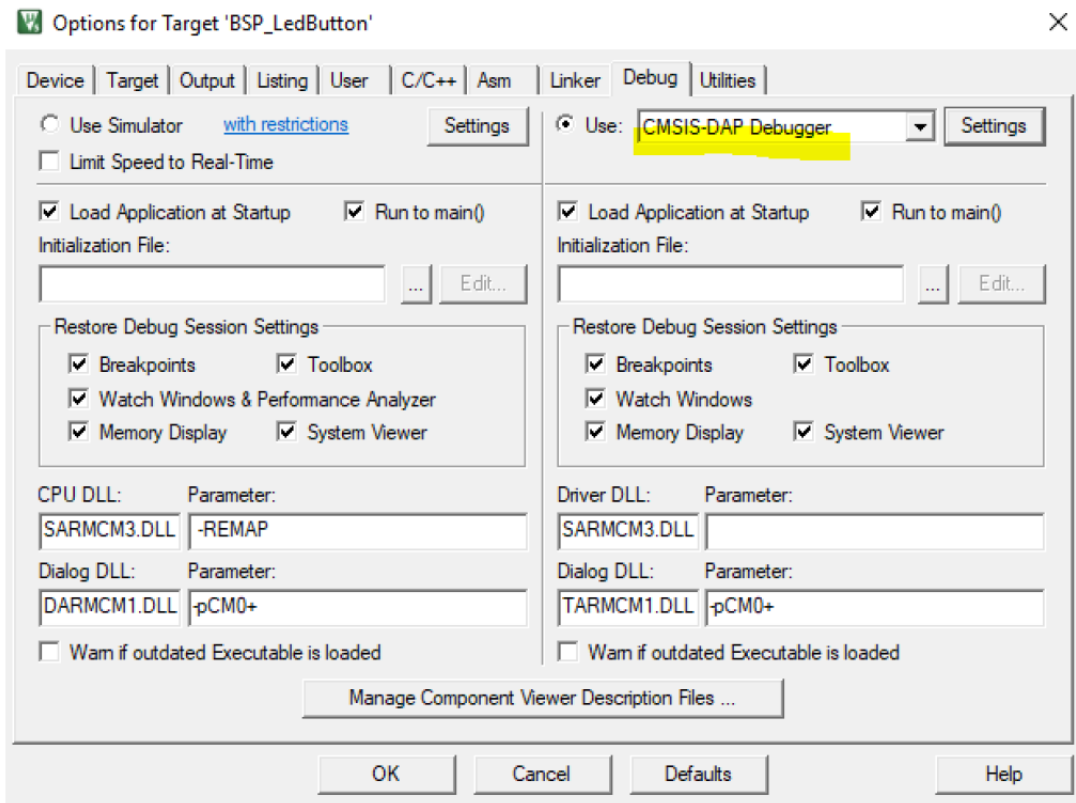 Options for Target 'BSP_LedButton'
Device Target Output Listing User C/C++ Asm Linker Debug Utilities
Use Simulator with restrictions Settings
Limit Speed to Real-Time
Use: CMSIS-DAP Debugger Settings
Load Application at Startup Run to main()
Initialization File:
... Edit...
Restore Debug Session Settings
Breakpoints Toolbox
Watch Windows & Performance Analyzer
Memory Display System Viewer
CPU DLL: Parameter:
SARMCM3.DLL -REMAP
Dialog DLL: Parameter:
DARMCM1.DLL -pCM0+
Warn if outdated Executable is loaded
Load Application at Startup Run to main()
Initialization File:
... Edit...
Restore Debug Session Settings
Breakpoints Toolbox
Watch Windows
Memory Display System Viewer
Driver DLL: Parameter:
SARMCM3.DLL
Dialog DLL: Parameter:
TARMCM1.DLL -pCM0+
Warn if outdated Executable is loaded
Manage Component Viewer Description Files ...
OK Cancel Defaults Help